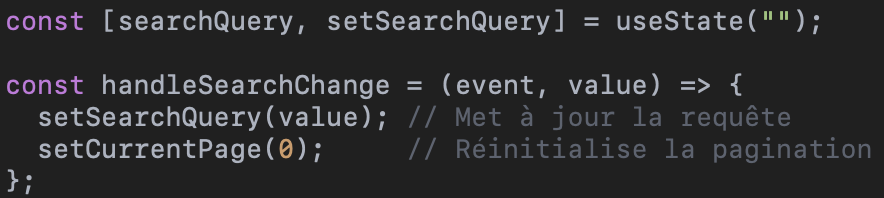 const [searchQuery, setSearchQuery] = useState("");
const handleSearchChange = (event, value) => {
setSearchQuery(value); // Met à jour la requête
setCurrentPage(0); // Réinitialise la pagination
};